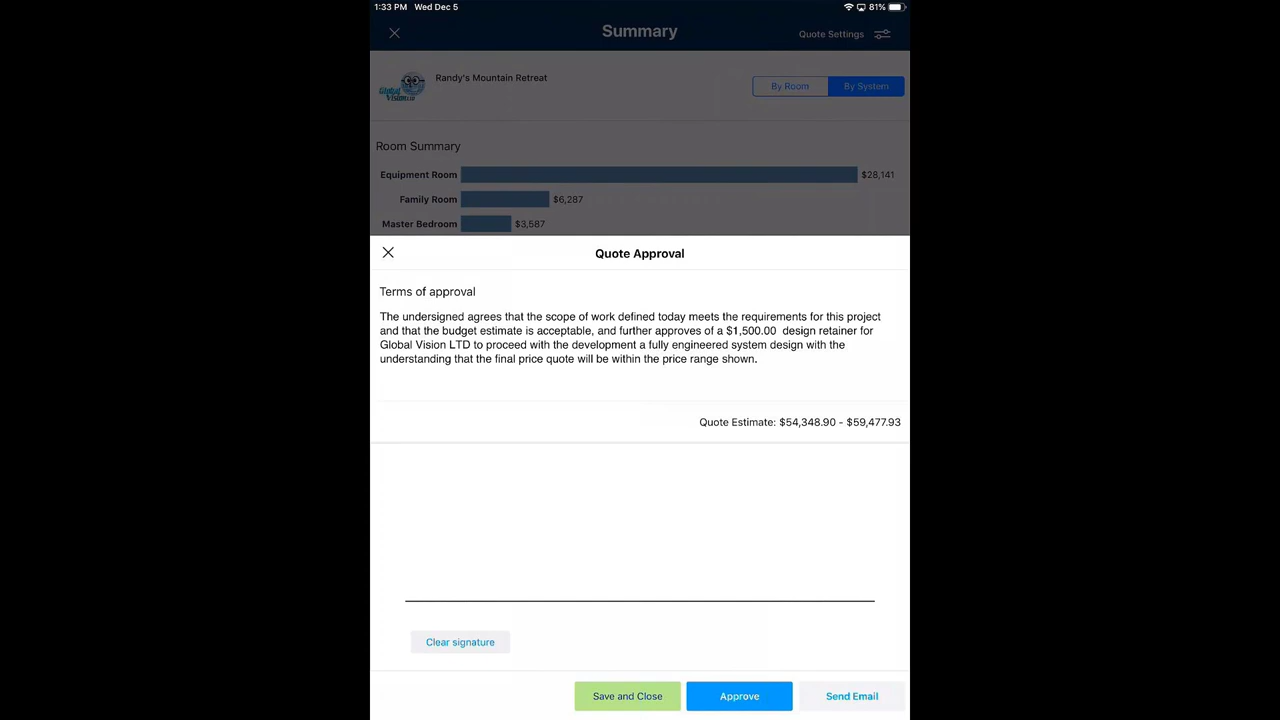 1:33 PM Wed Dec 5 81%
Summary
Quote Settings
Global Vision LTD
Randy's Mountain Retreat
By Room By System
Room Summary
Equipment Room $28,141
Family Room $6,287
Master Bedroom $3,587
Quote Approval
Terms of approval
The undersigned agrees that the scope of work defined today meets the requirements for this project
and that the budget estimate is acceptable, and further approves of a $1,500.00 design retainer for
Global Vision LTD to proceed with the development a fully engineered system design with the
understanding that the final price quote will be within the price range shown.
Quote Estimate: $54,348.90 - $59,477.93
Clear signature
Save and Close Approve Send Email